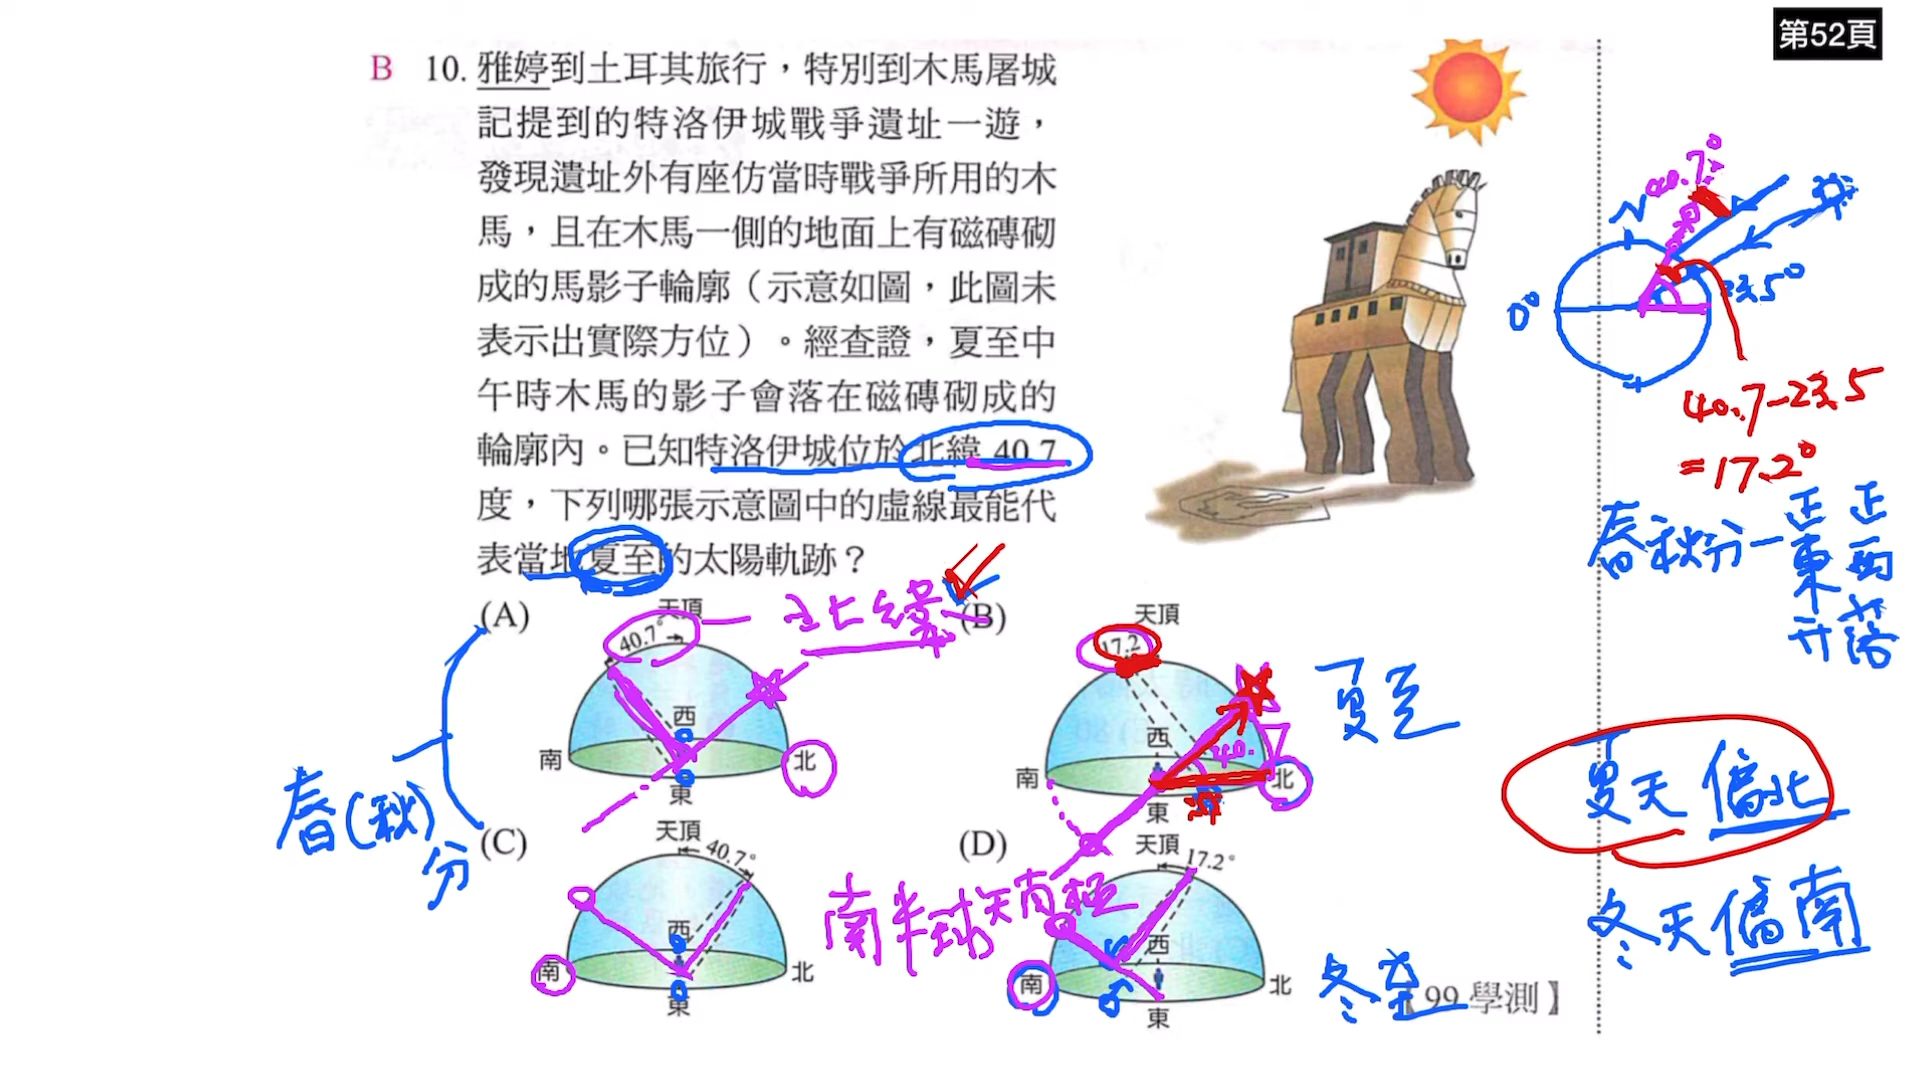 第52頁
B 10. 雅婷到土耳其旅行，特別到木馬屠城
記提到的特洛伊城戰爭遺址一遊，
發現遺址外有座仿當時戰爭所用的木
馬，且在木馬一側的地面上有磁磚砌
成的馬影子輪廓（示意如圖，此圖未
表示出實際方位）。經查證，夏至中
午時木馬的影子會落在磁磚砌成的
輪廓內。已知特洛伊城位於北緯 40.7
度，下列哪張示意圖中的虛線最能代
表當地夏至的太陽軌跡？
40.7°
N
23.5°
0°
40.7-23.5
=17.2°
春秋分一
正東升
正西落
(A)
天頂
40.7°
西
南
北
東
在北緯
(B)
天頂
17.2
西
40.
南
北
東
夏至
春(秋)
分
夏天偏北
冬天偏南
(C)
天頂
40.7°
西
南
北
東
南半球
(D)
天頂
17.2°
西
南
北
東
冬至
【99 學測】